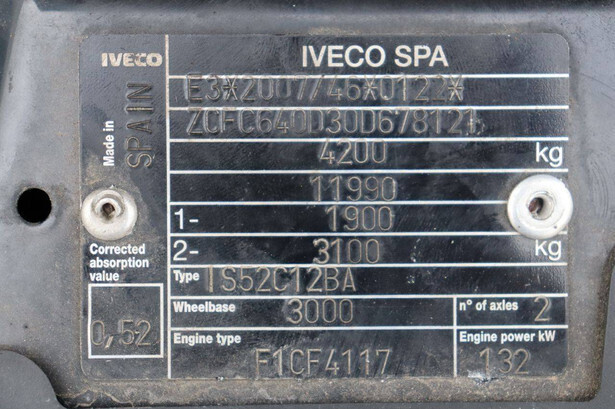 IVECO
IVECO SPA
Made in SPAIN
E3*2007/46*0122*
ZCFC640D30D678121
4200 kg
11990
1- 1900
2- 3100 kg
Corrected
absorption
value
0,52
Type IS52C12BA
Wheelbase 3000 n° of axles 2
Engine type Engine power kW
F1CF4117 132